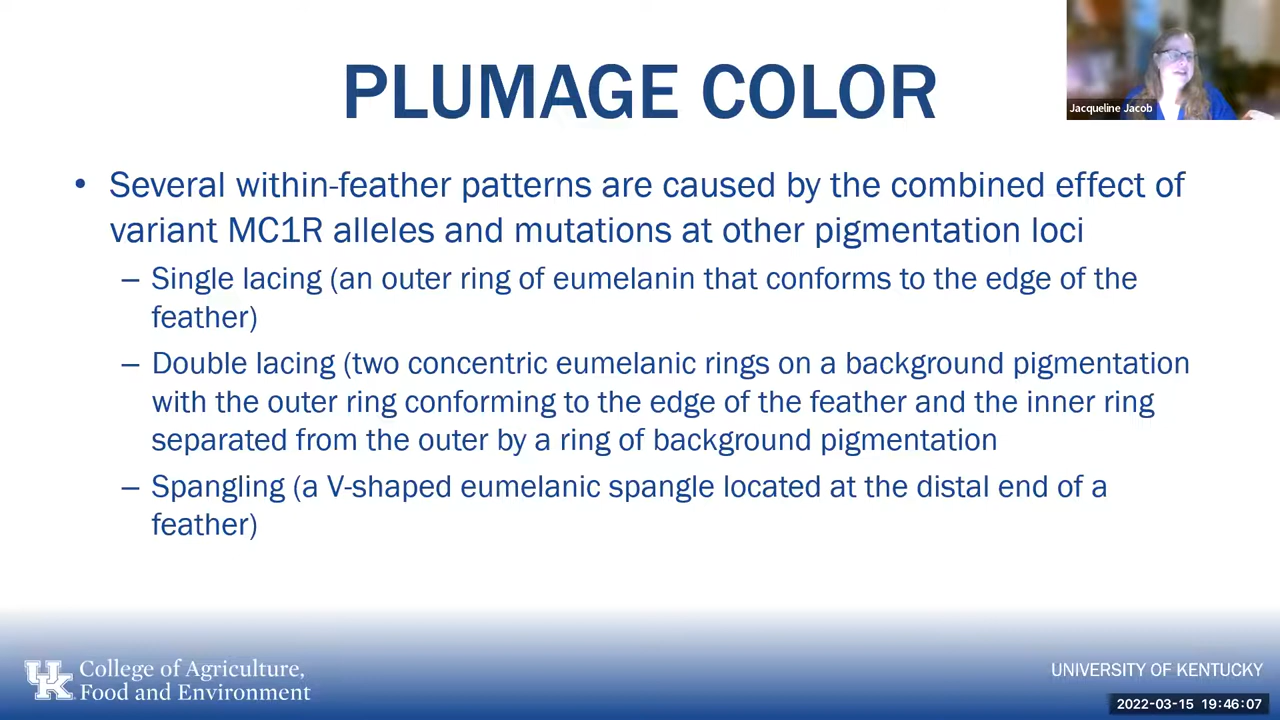 PLUMAGE COLOR
Jacqueline Jacob
• Several within-feather patterns are caused by the combined effect of
variant MC1R alleles and mutations at other pigmentation loci
– Single lacing (an outer ring of eumelanin that conforms to the edge of the
feather)
– Double lacing (two concentric eumelanic rings on a background pigmentation
with the outer ring conforming to the edge of the feather and the inner ring
separated from the outer by a ring of background pigmentation
– Spangling (a V-shaped eumelanic spangle located at the distal end of a
feather)
UK College of Agriculture,
Food and Environment
UNIVERSITY OF KENTUCKY
2022-03-15 19:46:07